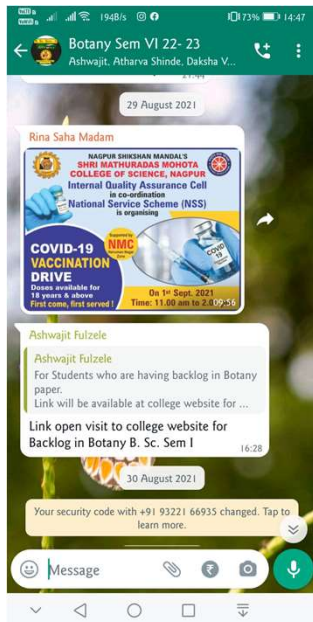 194B/s
73%
14:47
Botany Sem VI 22- 23
Ashwajit, Atharva Shinde, Daksha V...
21:44
29 August 2021
Rina Saha Madam
NAGPUR SHIKSHAN MANDAL'S
SHRI MATHURADAS MOHOTA
COLLEGE OF SCIENCE, NAGPUR
Internal Quality Assurance Cell
in co-ordination
National Service Scheme (NSS)
is organising
Supported by
NMC
COVID-19
VACCINATION
DRIVE
Doses available for
18 years & above
First come, first served !
On 1st Sept. 2021
Time: 11.00 am to 2.0
09:56
Ashwajit Fulzele
Ashwajit Fulzele
For Students who are having backlog in Botany
paper.
Link will be available at college website for ...
Link open visit to college website for
Backlog in Botany B. Sc. Sem I
16:28
30 August 2021
Your security code with +91 93221 66935 changed. Tap to
learn more.
Message